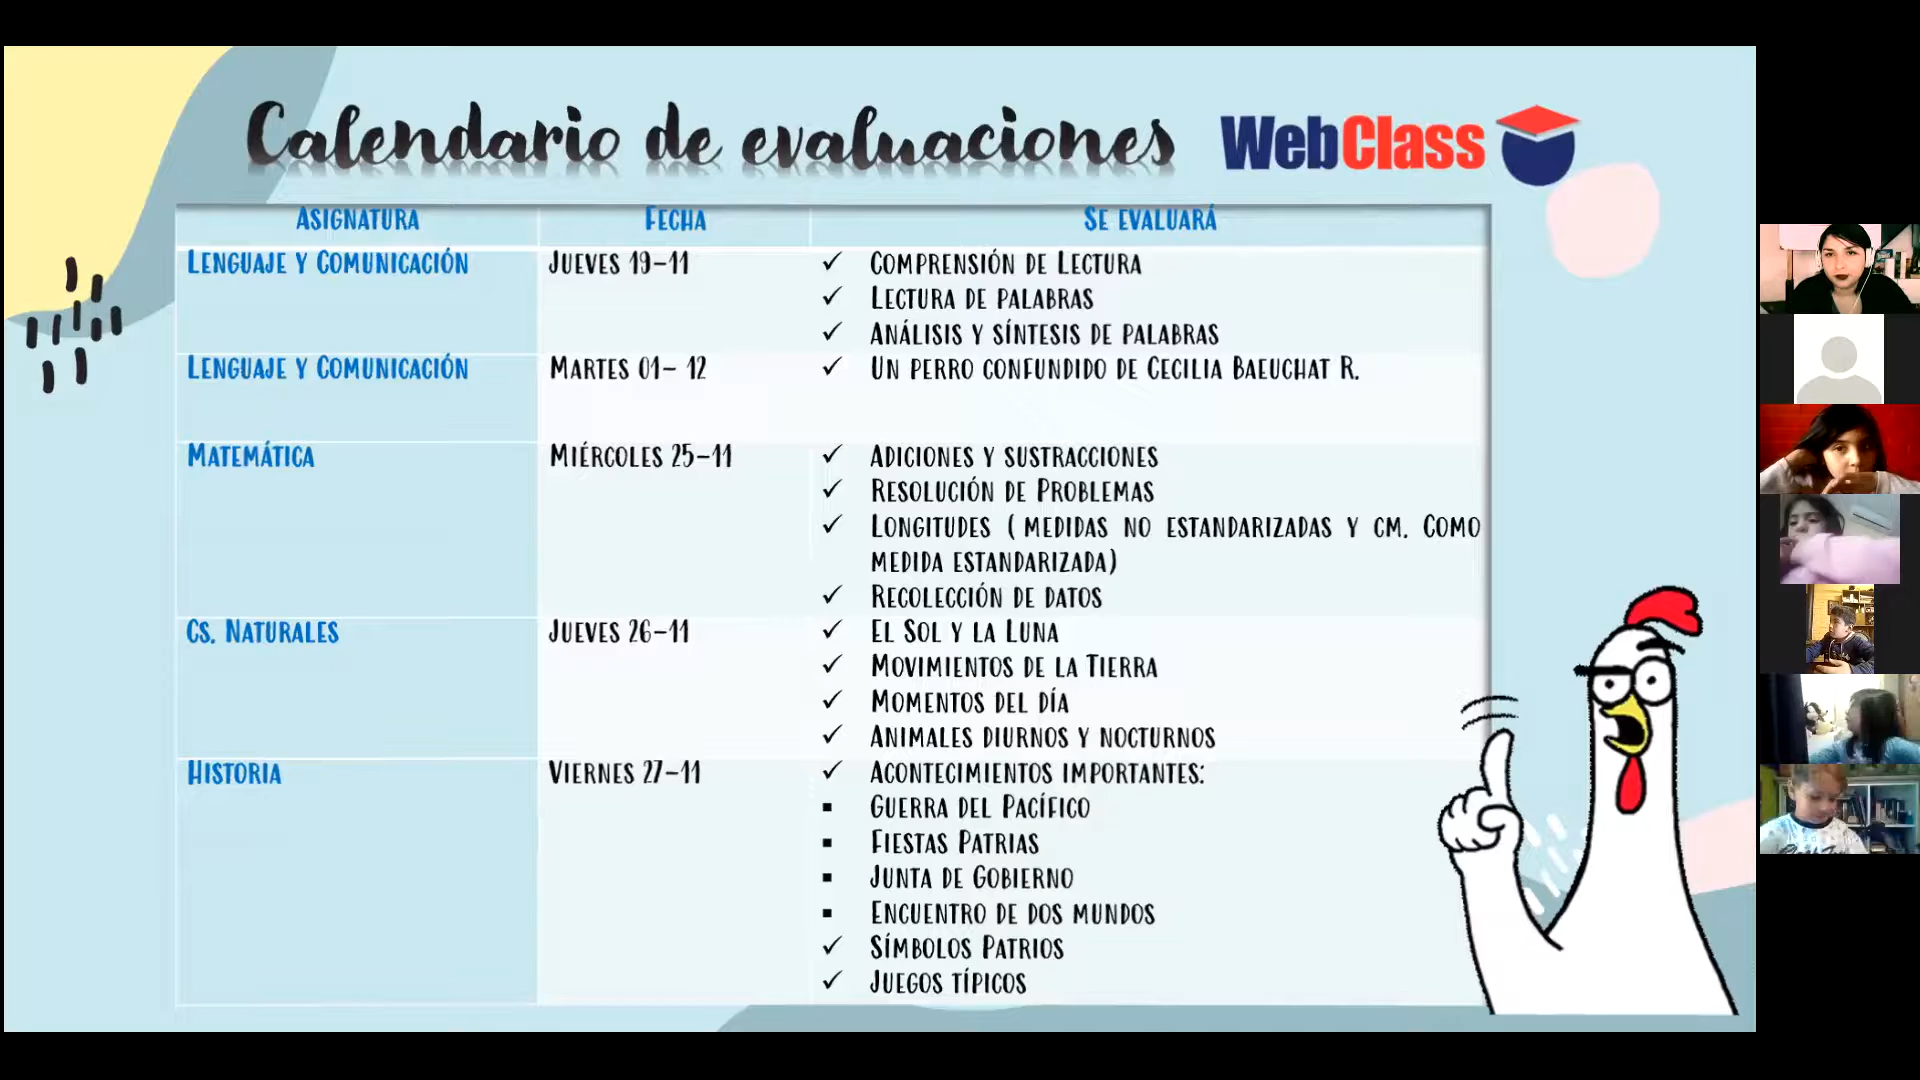 Calendario de evaluaciones WebClass
Asignatura Fecha Se evaluará
Lenguaje y Comunicación Jueves 19-11 ✓ Comprensión de Lectura
✓ Lectura de palabras
✓ Análisis y síntesis de palabras
Lenguaje y Comunicación Martes 01- 12 ✓ Un perro confundido de Cecilia Baeuchat R.
Matemática Miércoles 25-11 ✓ Adiciones y sustracciones
✓ Resolución de Problemas
✓ Longitudes ( medidas no estandarizadas y cm. Como
medida estandarizada)
✓ Recolección de datos
Cs. Naturales Jueves 26-11 ✓ El Sol y la Luna
✓ Movimientos de la Tierra
✓ Momentos del día
✓ Animales diurnos y nocturnos
Historia Viernes 27-11 ✓ Acontecimientos importantes:
▪ Guerra del Pacífico
▪ Fiestas Patrias
▪ Junta de Gobierno
▪ Encuentro de dos mundos
✓ Símbolos Patrios
✓ Juegos típicos